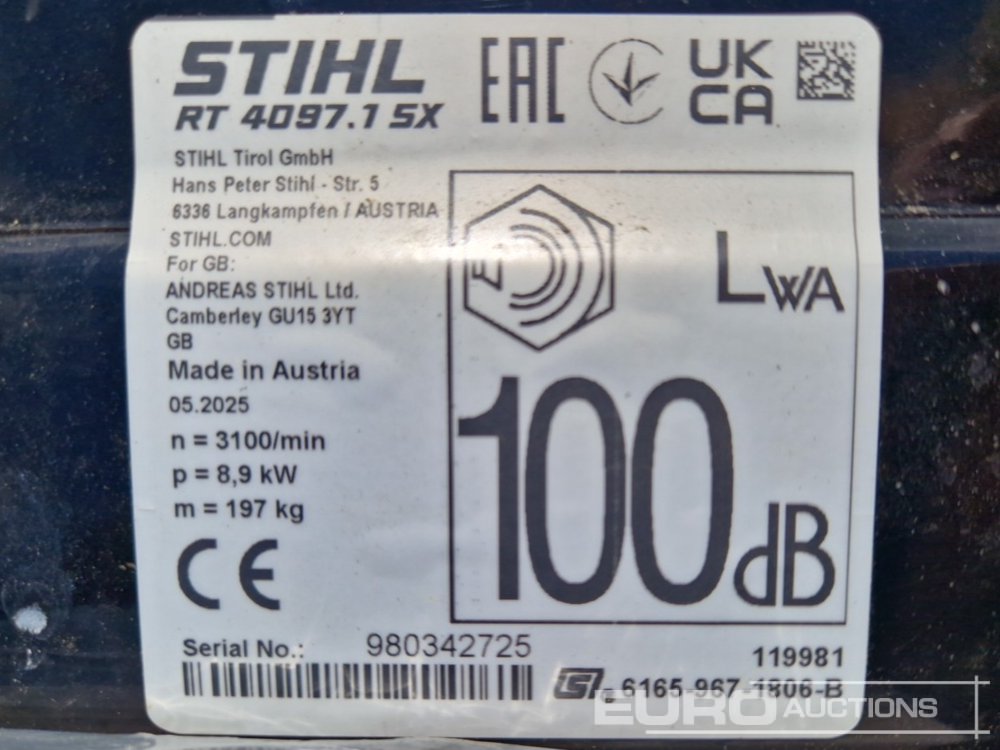 STIHL
RT 4097.1 SX
EAC
UK
CA
STIHL Tirol GmbH
Hans Peter Stihl - Str. 5
6336 Langkampfen / AUSTRIA
STIHL.COM
For GB:
ANDREAS STIHL Ltd.
Camberley GU15 3YT
GB
Made in Austria
05.2025
n = 3100/min
p = 8,9 kW
m = 197 kg
CE
LWA
100dB
Serial No.: 980342725
119981
6165-967-1806-B
EURO AUCTIONS